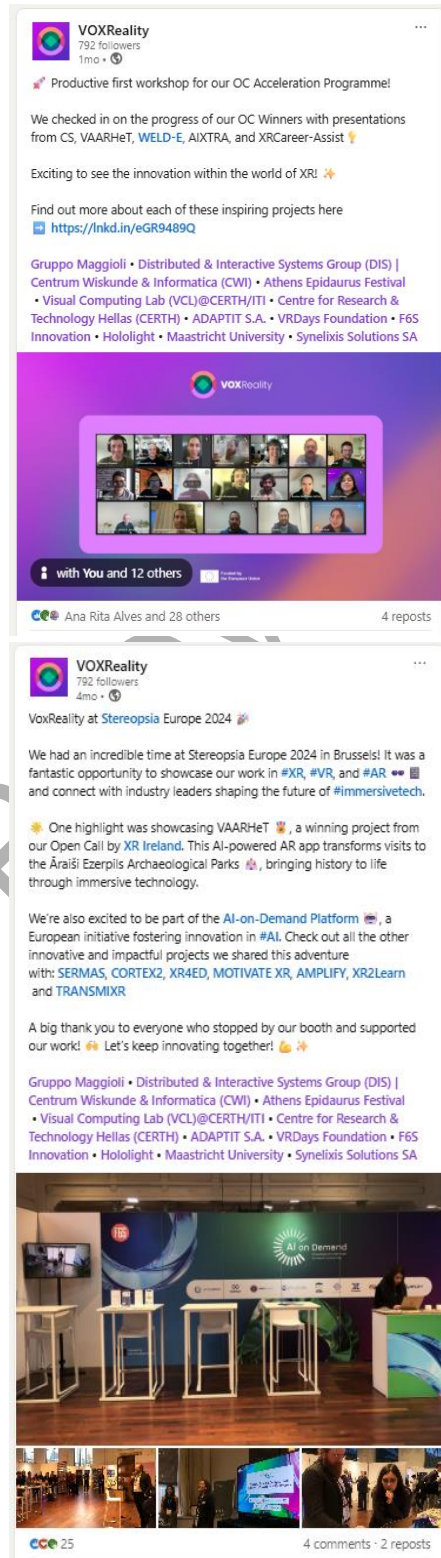 VOXReality
792 followers
1mo •
🚀 Productive first workshop for our OC Acceleration Programme!
We checked in on the progress of our OC Winners with presentations
from CS, VAARHeT, WELD-E, AIXTRA, and XRCareer-Assist💡
Exciting to see the innovation within the world of XR! ✨
Find out more about each of these inspiring projects here
➡️ https://lnkd.in/eGR9489Q
Gruppo Maggioli • Distributed & Interactive Systems Group (DIS) |
Centrum Wiskunde & Informatica (CWI) • Athens Epidaurus Festival
• Visual Computing Lab (VCL)@CERTH/ITI • Centre for Research &
Technology Hellas (CERTH) • ADAPTIT S.A. • VRDays Foundation • F6S
Innovation • Hololight • Maastricht University • Synelixis Solutions SA
VOXReality
with You and 12 others
Funded by
the European Union
Ana Rita Alves and 28 others 4 reposts
VOXReality
792 followers
4mo •
VoxReality at Stereopsia Europe 2024 🎉
We had an incredible time at Stereopsia Europe 2024 in Brussels! It was a
fantastic opportunity to showcase our work in #XR, #VR, and #AR 🕶️
and connect with industry leaders shaping the future of #immersivetech.
🌟 One highlight was showcasing VAARHeT 🏆, a winning project from
our Open Call by XR Ireland. This AI-powered AR app transforms visits to
the Āraiši Ezerpils Archaeological Parks 🏰, bringing history to life
through immersive technology.
We're also excited to be part of the AI-on-Demand Platform 🤖, a
European initiative fostering innovation in #AI. Check out all the other
innovative and impactful projects we shared this adventure
with: SERMAS, CORTEX2, XR4ED, MOTIVATE XR, AMPLIFY, XR2Learn
and TRANSMIXR
A big thank you to everyone who stopped by our booth and supported
our work! 🙌 Let's keep innovating together! 💪 ✨
Gruppo Maggioli • Distributed & Interactive Systems Group (DIS) |
Centrum Wiskunde & Informatica (CWI) • Athens Epidaurus Festival
• Visual Computing Lab (VCL)@CERTH/ITI • Centre for Research &
Technology Hellas (CERTH) • ADAPTIT S.A. • VRDays Foundation • F6S
Innovation • Hololight • Maastricht University • Synelixis Solutions SA
F6S
AI on Demand
25 4 comments · 2 reposts